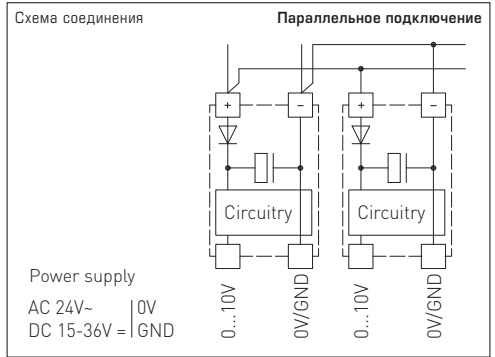 Схема соединения
Параллельное подключение
+ − + −
Circuitry Circuitry
Power supply
AC 24V~ 0V
DC 15-36V = GND
0...10V 0V/GND 0...10V 0V/GND